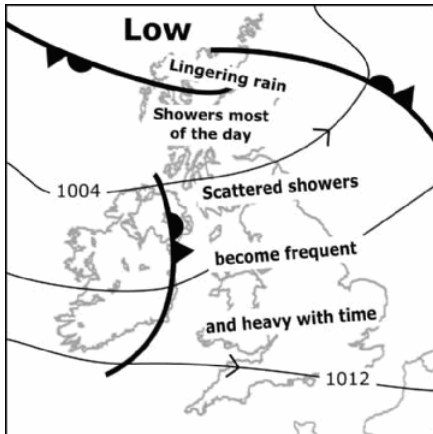 Low
Lingering rain
Showers most
of the day
1004
Scattered showers
become frequent
and heavy with time
1012